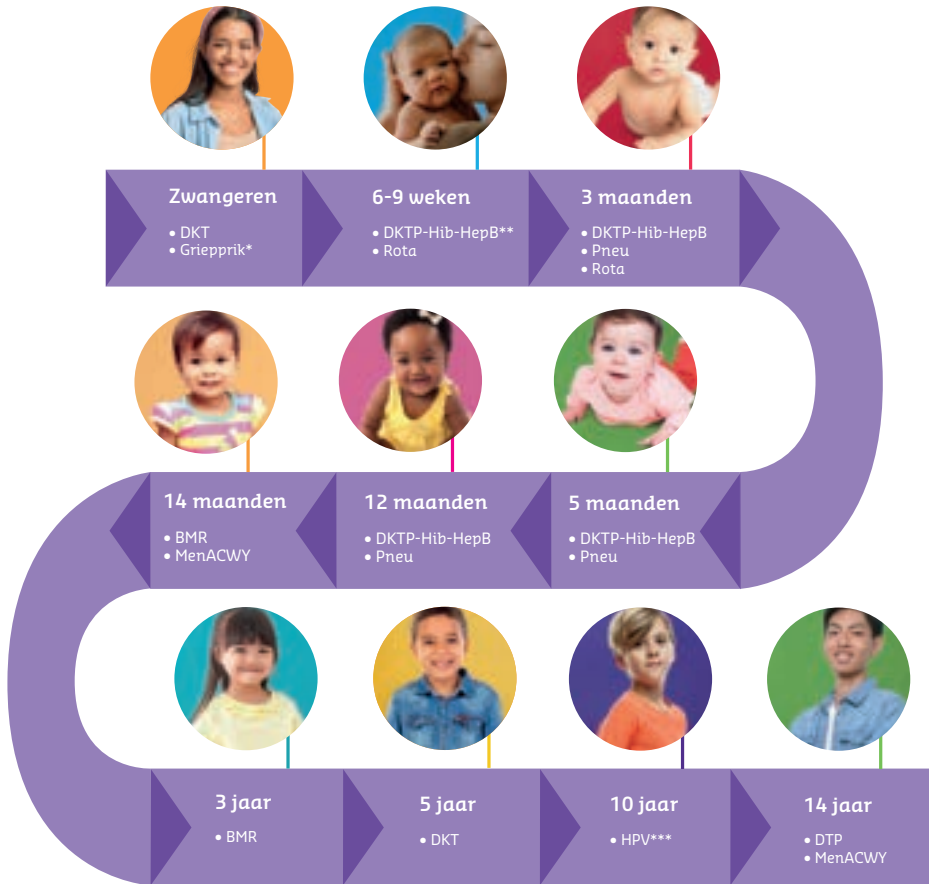 Zwangeren
• DKT
• Griepprik*
6-9 weken
• DKTP-Hib-HepB**
• Rota
3 maanden
• DKTP-Hib-HepB
• Pneu
• Rota
5 maanden
• DKTP-Hib-HepB
• Pneu
12 maanden
• DKTP-Hib-HepB
• Pneu
14 maanden
• BMR
• MenACWY
3 jaar
• BMR
5 jaar
• DKT
10 jaar
• HPV***
14 jaar
• DTP
• MenACWY